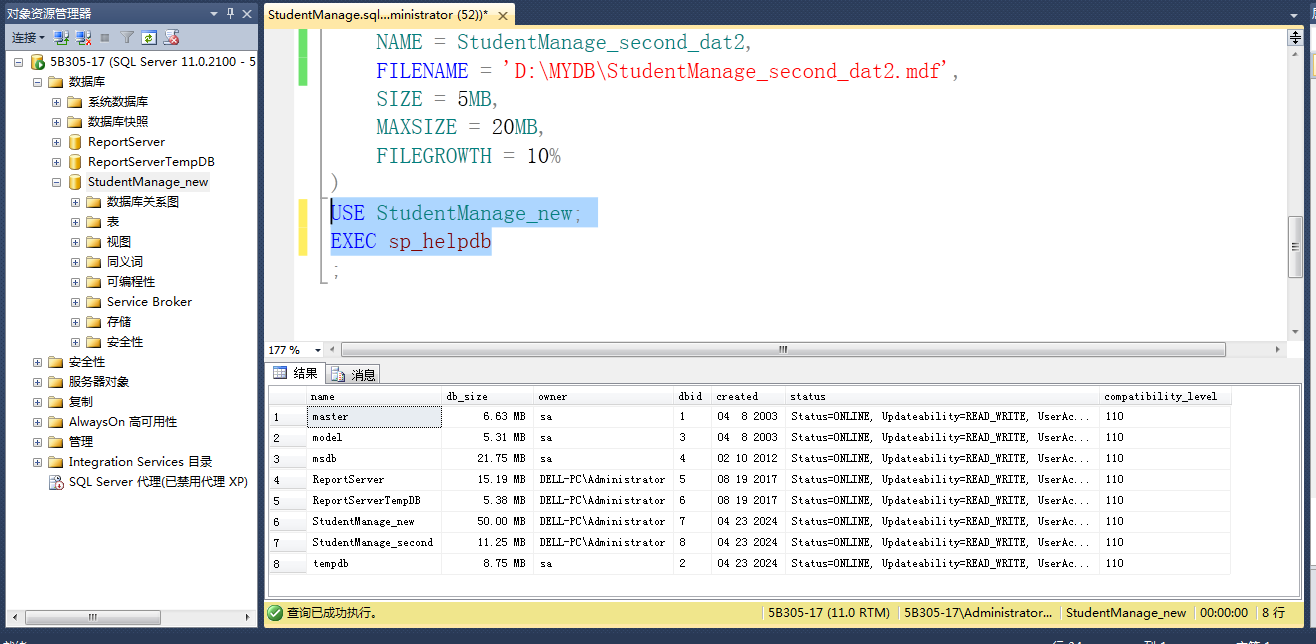 对象资源管理器
连接
5B305-17 (SQL Server 11.0.2100 - 5
数据库
系统数据库
数据库快照
ReportServer
ReportServerTempDB
StudentManage_new
数据库关系图
表
视图
同义词
可编程性
Service Broker
存储
安全性
安全性
服务器对象
复制
AlwaysOn 高可用性
管理
Integration Services 目录
SQL Server 代理(已禁用代理 XP)
StudentManage.sql...ministrator (52))*
NAME = StudentManage_second_dat2,
FILENAME = 'D:\MYDB\StudentManage_second_dat2.mdf',
SIZE = 5MB,
MAXSIZE = 20MB,
FILEGROWTH = 10%
)
USE StudentManage_new;
EXEC sp_helpdb
;
177 %
结果 消息
name db_size owner dbid created status compatibility_level
1 master 6.63 MB sa 1 04 8 2003 Status=ONLINE, Updateability=READ_WRITE, UserAc... 110
2 model 5.31 MB sa 3 04 8 2003 Status=ONLINE, Updateability=READ_WRITE, UserAc... 110
3 msdb 21.75 MB sa 4 02 10 2012 Status=ONLINE, Updateability=READ_WRITE, UserAc... 110
4 ReportServer 15.19 MB DELL-PC\Administrator 5 08 19 2017 Status=ONLINE, Updateability=READ_WRITE, UserAc... 110
5 ReportServerTempDB 5.38 MB DELL-PC\Administrator 6 08 19 2017 Status=ONLINE, Updateability=READ_WRITE, UserAc... 110
6 StudentManage_new 50.00 MB DELL-PC\Administrator 7 04 23 2024 Status=ONLINE, Updateability=READ_WRITE, UserAc... 110
7 StudentManage_second 11.25 MB DELL-PC\Administrator 8 04 23 2024 Status=ONLINE, Updateability=READ_WRITE, UserAc... 110
8 tempdb 8.75 MB sa 2 04 23 2024 Status=ONLINE, Updateability=READ_WRITE, UserAc... 110
查询已成功执行。 5B305-17 (11.0 RTM) 5B305-17\Administrator... StudentManage_new 00:00:00 8 行